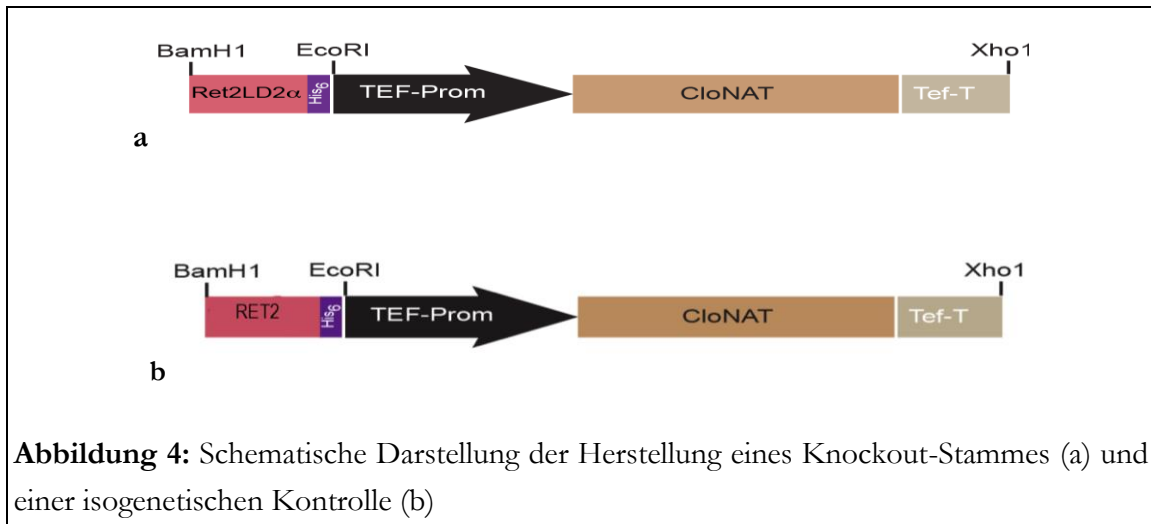 BamH1 EcoRI Xho1
Ret2LD2α His6 TEF-Prom CloNAT Tef-T
a
BamH1 EcoRI Xho1
RET2 His6 TEF-Prom CloNAT Tef-T
b
Abbildung 4: Schematische Darstellung der Herstellung eines Knockout-Stammes (a) und
einer isogenetischen Kontrolle (b)